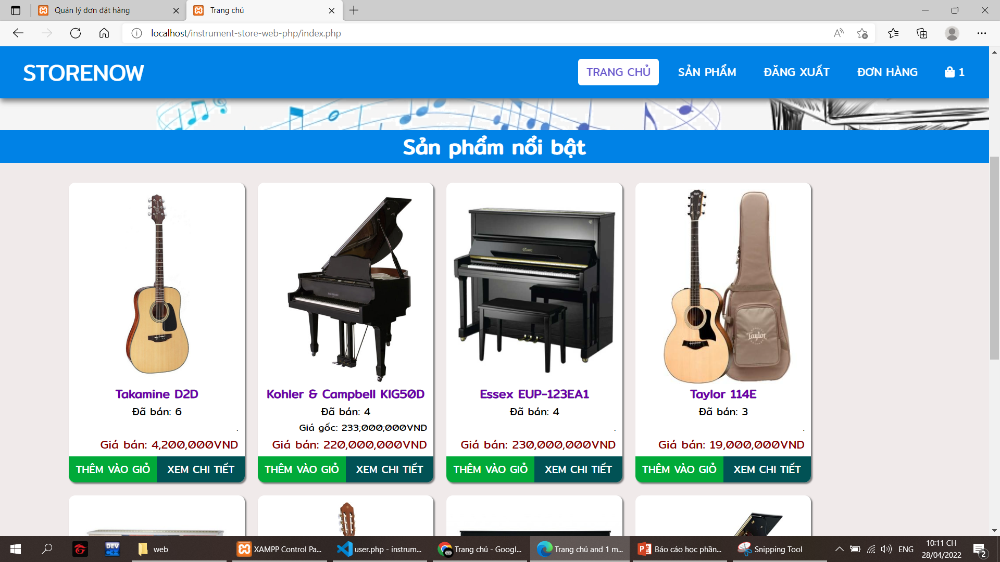 Quản lý đơn đặt hàng
Trang chủ
localhost/instrument-store-web-php/index.php
STORENOW
TRANG CHỦ
SẢN PHẨM
ĐĂNG XUẤT
ĐƠN HÀNG
1
Sản phẩm nổi bật
Takamine D2D
Đã bán: 6
.
Giá bán: 4,200,000VND
THÊM VÀO GIỎ
XEM CHI TIẾT
Kohler & Campbell KIG50D
Đã bán: 4
Giá gốc: 233,000,000VND
Giá bán: 220,000,000VND
THÊM VÀO GIỎ
XEM CHI TIẾT
Essex EUP-123EA1
Đã bán: 4
.
Giá bán: 230,000,000VND
THÊM VÀO GIỎ
XEM CHI TIẾT
Taylor
Taylor 114E
Đã bán: 3
.
Giá bán: 19,000,000VND
THÊM VÀO GIỎ
XEM CHI TIẾT
DEV
C++
web
XAMPP Control Pa...
user.php - instrum...
Trang chủ - Googl...
Trang chủ and 1 m...
Báo cáo học phần...
Snipping Tool
ENG
10:11 CH
28/04/2022
2